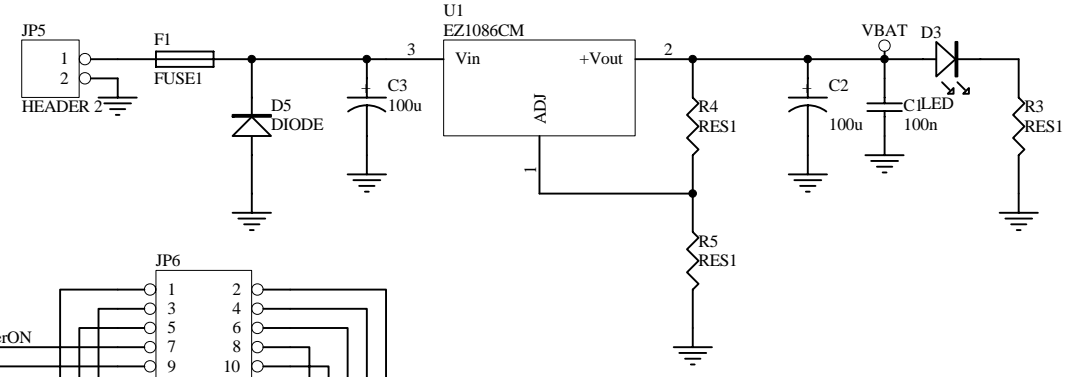 U1
JP5
EZ1086CM
VBAT
D3
F1
1
3
Vin
+Vout
2
2
FUSE1
HEADER 2
C3
100u
C2
100u
LED
C1
100n
D5
DIODE
ADJ
R4
RES1
R3
RES1
1
R5
RES1
JP6
1 2
3 4
5 6
erON
7 8
9 10